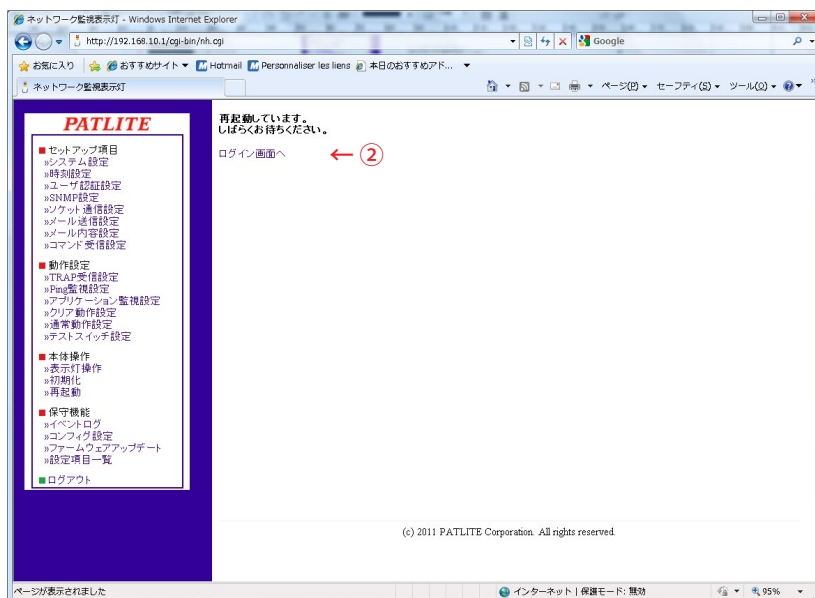 ネットワーク監視表示灯 - Windows Internet Explorer
http://192.168.10.1/cgi-bin/nh.cgi
Google
お気に入り おすすめサイト Hotmail Personnaliser les liens 本日のおすすめアド...
ネットワーク監視表示灯
ページ(P) セーフティ(S) ツール(O)
PATLITE
■セットアップ項目
»システム設定
»時刻設定
»ユーザ認証設定
»SNMP設定
»ソケット通信設定
»メール送信設定
»メール内容設定
»コマンド受信設定
■動作設定
»TRAP受信設定
»Ping監視設定
»アプリケーション監視設定
»クリア動作設定
»通常動作設定
»テストスイッチ設定
■本体操作
»表示灯操作
»初期化
»再起動
■保守機能
»イベントログ
»コンフィグ設定
»ファームウェアアップデート
»設定項目一覧
■ログアウト
再起動しています。
しばらくお待ちください。
ログイン画面へ ←②
(c) 2011 PATLITE Corporation. All rights reserved.
ページが表示されました インターネット | 保護モード: 無効 95%